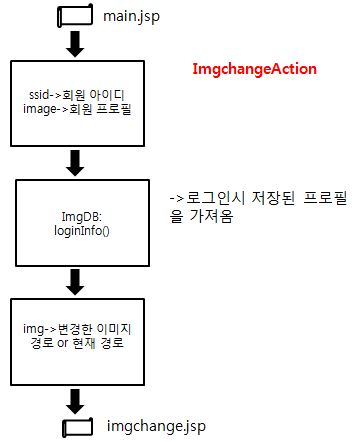 main.jsp
ImgchangeAction
ssid->회원 아이디
image->회원 프로필
ImgDB:
loginInfo()
->로그인시 저장된 프로필
을 가져옴
img->변경한 이미지
경로 or 현재 경로
imgchange.jsp